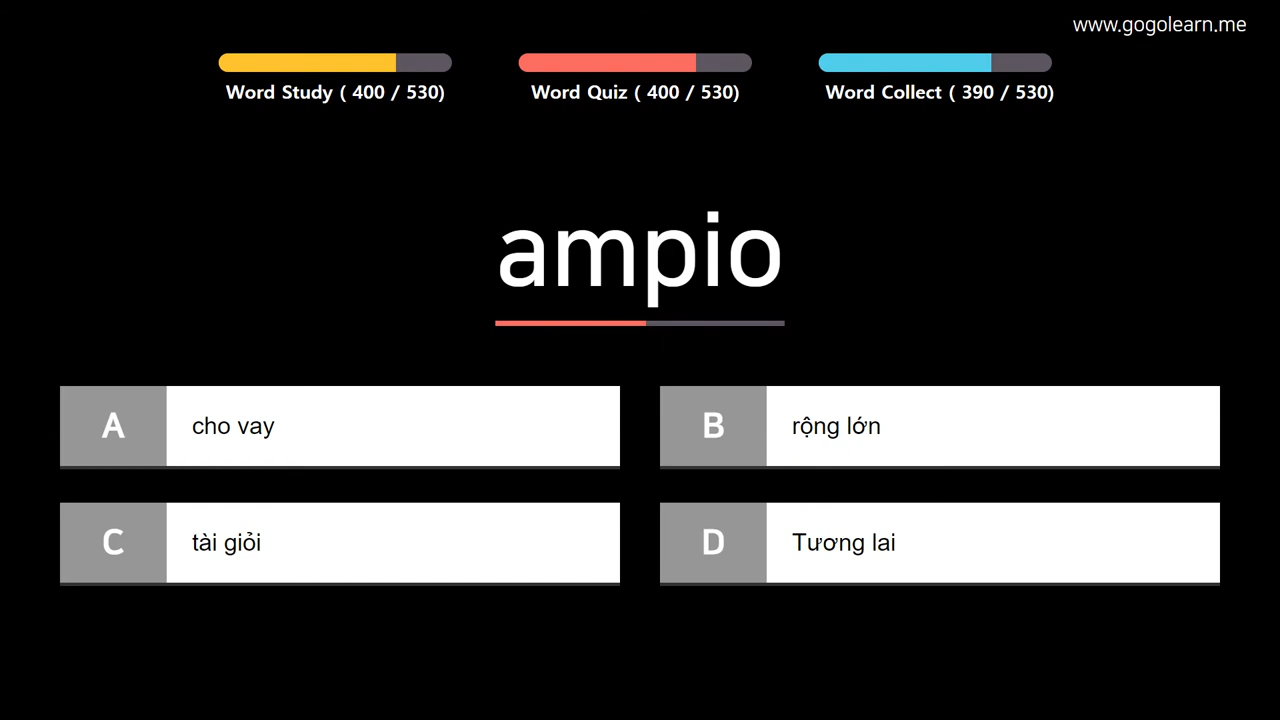 www.gogolearn.me
Word Study ( 400 / 530)
Word Quiz ( 400 / 530)
Word Collect ( 390 / 530)
ampio
A cho vay
B rộng lớn
C tài giỏi
D Tương lai